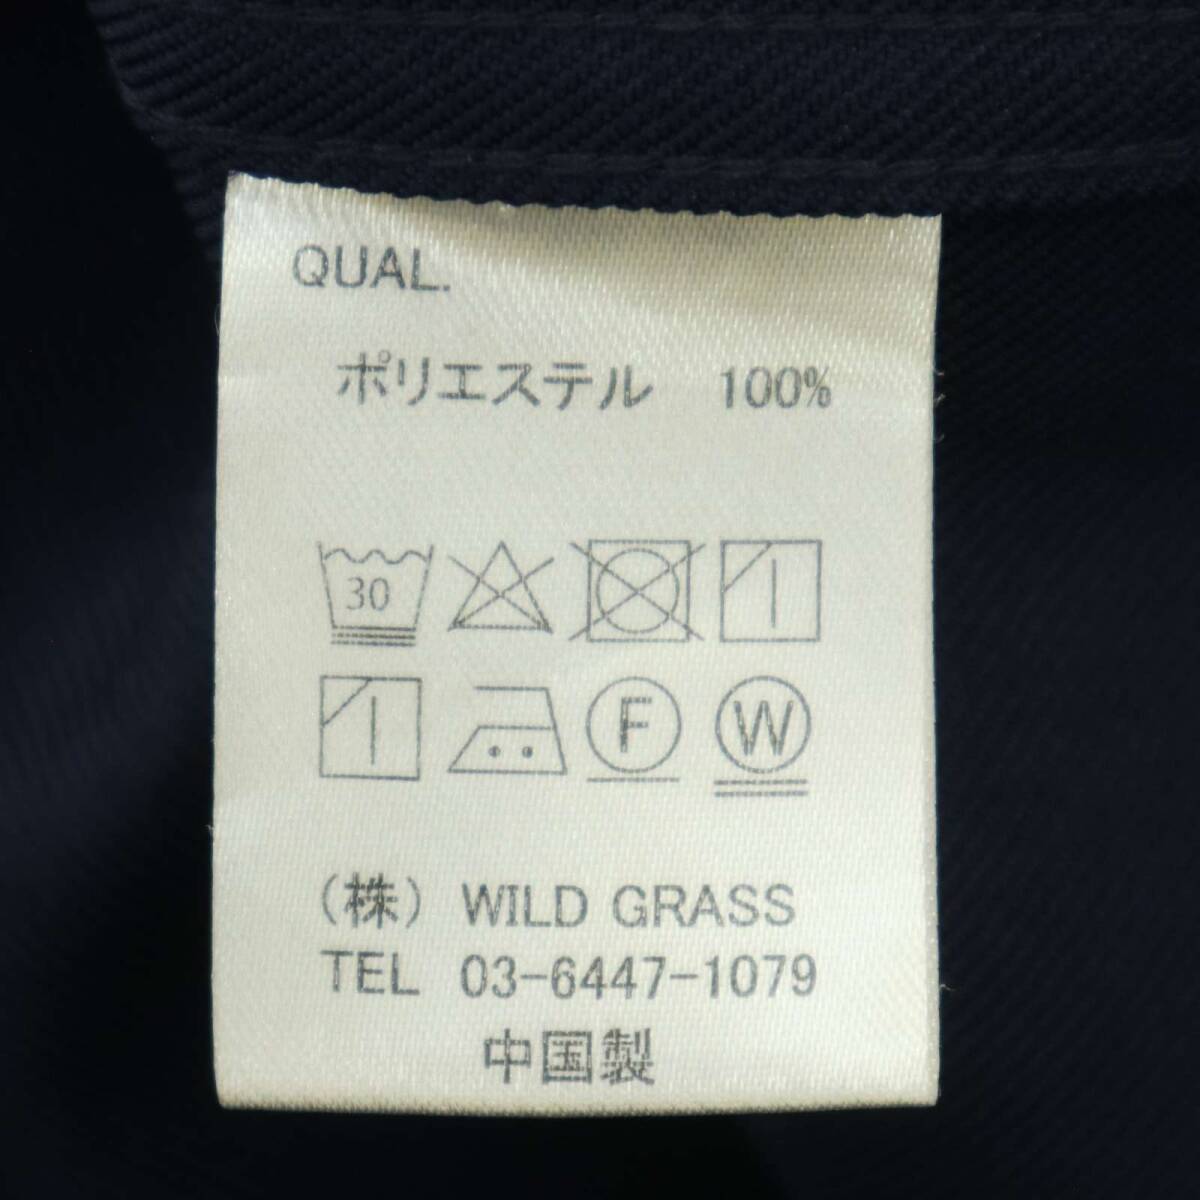 QUAL.
ポリエステル 100%
30
F W
(株) WILD GRASS
TEL 03-6447-1079
中国製